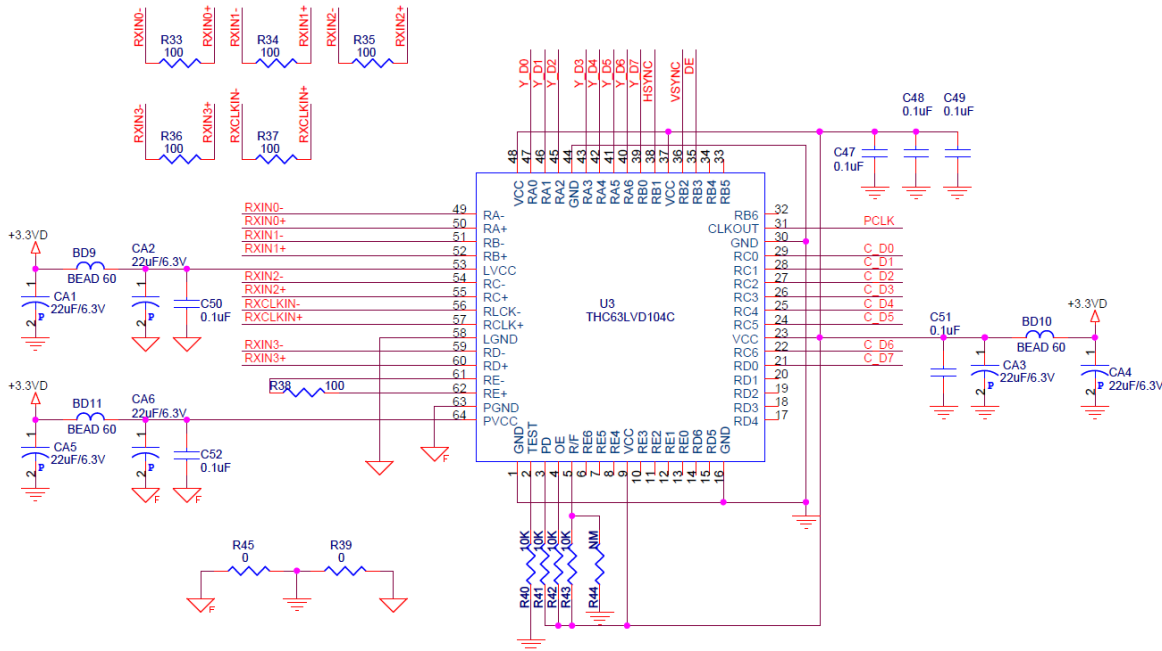 RXIN0-
RXIN0+
RXIN1-
RXIN1+
RXIN2-
RXIN2+
R33
100
R34
100
R35
100
RXIN3-
RXIN3+
RXCLKIN-
RXCLKIN+
R36
100
R37
100
Y_D0
Y_D1
Y_D2
Y_D3
Y_D4
Y_D5
Y_D6
Y_D7
HSYNC
VSYNC
DE
48
47
46
45
44
43
42
41
40
39
38
37
36
35
34
33
VCC
RA0
RA1
RA2
GND
RA3
RA4
RA5
RA6
RB0
RB1
VCC
RB2
RB3
RB4
RB5
C47
0.1uF
C48
0.1uF
C49
0.1uF
RXIN0- 49 RA-
RXIN0+ 50 RA+
RXIN1- 51 RB-
RXIN1+ 52 RB+
53 LVCC
RXIN2- 54 RC-
RXIN2+ 55 RC+
RXCLKIN- 56 RLCK-
RXCLKIN+ 57 RCLK+
58 LGND
RXIN3- 59 RD-
RXIN3+ 60 RD+
61 RE-
62 RE+
63 PGND
64 PVCC
R38 100
U3
THC63LVD104C
RB6 32
CLKOUT 31 PCLK
GND 30
RC0 29 C_D0
RC1 28 C_D1
RC2 27 C_D2
RC3 26 C_D3
RC4 25 C_D4
RC5 24 C_D5
VCC 23
RC6 22 C_D6
RD0 21 C_D7
RD1 20
RD2 19
RD3 18
RD4 17
+3.3VD
BD9
BEAD 60
CA2
22uF/6.3V
1
CA1
22uF/6.3V
2 P
1
2 P
C50
0.1uF
+3.3VD
BD11
BEAD 60
CA6
22uF/6.3V
1
CA5
22uF/6.3V
2 P
1
2 P
C52
0.1uF
F
F
F
C51
0.1uF
BD10
BEAD 60
+3.3VD
1
CA3
22uF/6.3V
2 P
1
CA4
22uF/6.3V
2 P
GND
TEST
PD
OE
R/F
RE6
RE5
RE4
VCC
RE3
RE2
RE1
RE0
RD6
RD5
GND
1
2
3
4
5
6
7
8
9
10
11
12
13
14
15
16
10K
10K
10K
10K
NM
R40
R41
R42
R43
R44
R45
0
R39
0
F